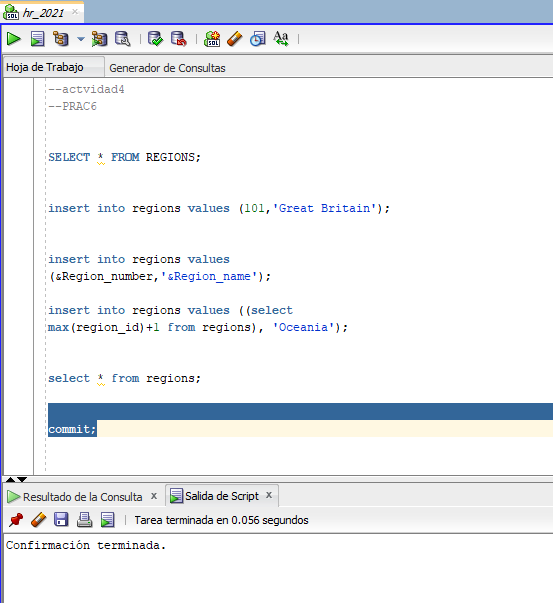 hr_2021
Hoja de Trabajo Generador de Consultas
--actvidad4
--PRAC6
SELECT * FROM REGIONS;
insert into regions values (101,'Great Britain');
insert into regions values
(&Region_number,'&Region_name');
insert into regions values ((select
max(region_id)+1 from regions), 'Oceania');
select * from regions;
commit;
Resultado de la Consulta x Salida de Script x
Tarea terminada en 0.056 segundos
Confirmación terminada.